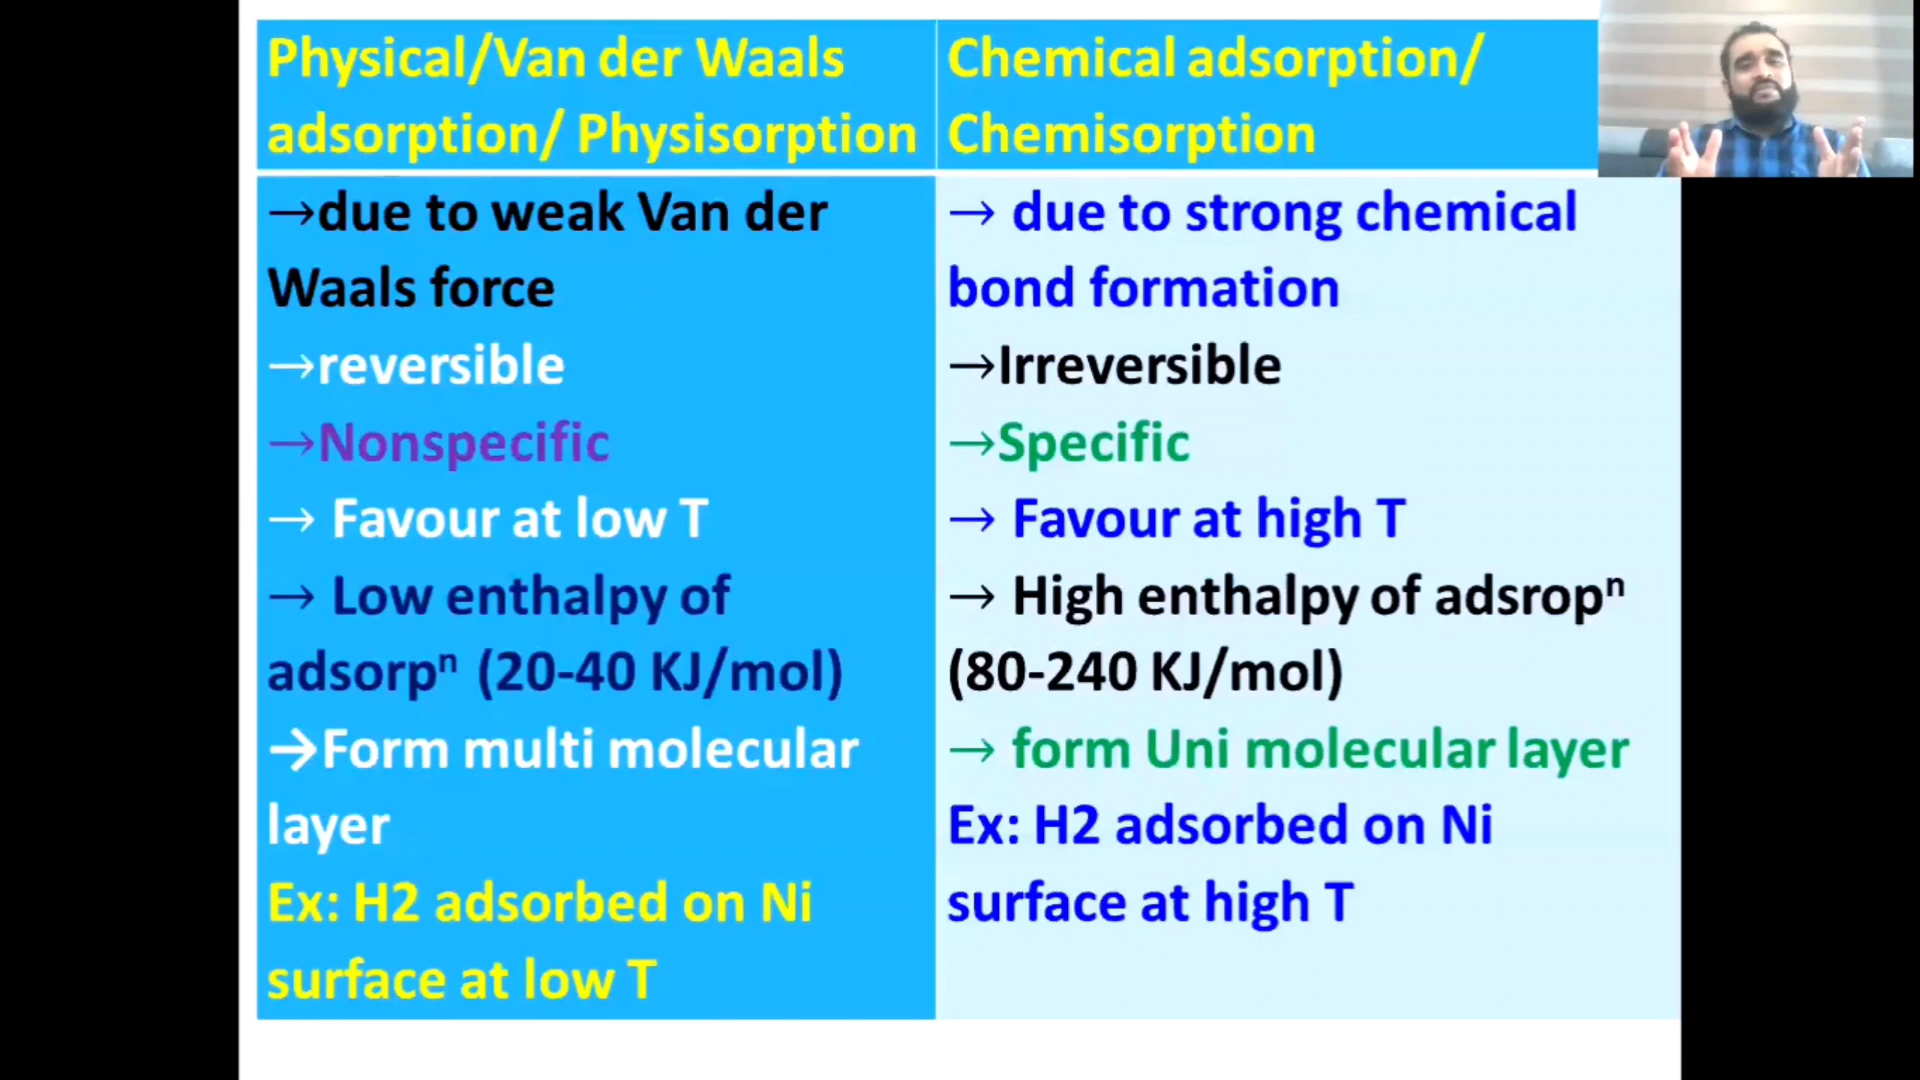 Physical/Van der Waals
adsorption/ Physisorption
Chemical adsorption/
Chemisorption
→due to weak Van der
Waals force
→reversible
→Nonspecific
→ Favour at low T
→ Low enthalpy of
adsorpⁿ (20-40 KJ/mol)
→Form multi molecular
layer
Ex: H2 adsorbed on Ni
surface at low T
→ due to strong chemical
bond formation
→Irreversible
→Specific
→ Favour at high T
→ High enthalpy of adsropⁿ
(80-240 KJ/mol)
→ form Uni molecular layer
Ex: H2 adsorbed on Ni
surface at high T